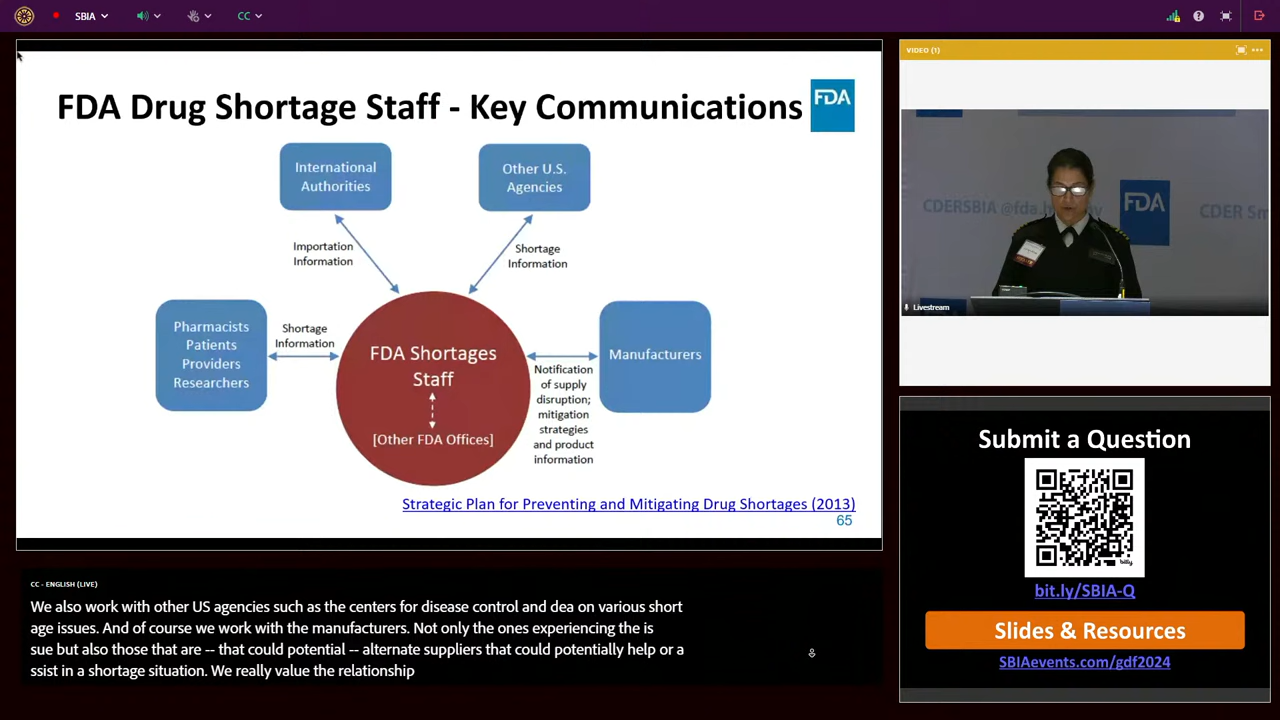 SBIA
CC
FDA Drug Shortage Staff - Key Communications
FDA
International
Authorities
Other U.S.
Agencies
Importation
Information
Shortage
Information
Pharmacists
Patients
Providers
Researchers
Shortage
Information
FDA Shortages
Staff
[Other FDA Offices]
Manufacturers
Notification
of supply
disruption;
mitigation
strategies
and product
information
Strategic Plan for Preventing and Mitigating Drug Shortages (2013)
65
CC - ENGLISH (LIVE)
We also work with other US agencies such as the centers for disease control and dea on various short
age issues. And of course we work with the manufacturers. Not only the ones experiencing the is
sue but also those that are -- that could potential -- alternate suppliers that could potentially help or a
ssist in a shortage situation. We really value the relationship
VIDEO (1)
CDERSBIA @fda.
FDA
CDER Sm
Livestream
Submit a Question
bitly
bit.ly/SBIA-Q
Slides & Resources
SBIAevents.com/gdf2024